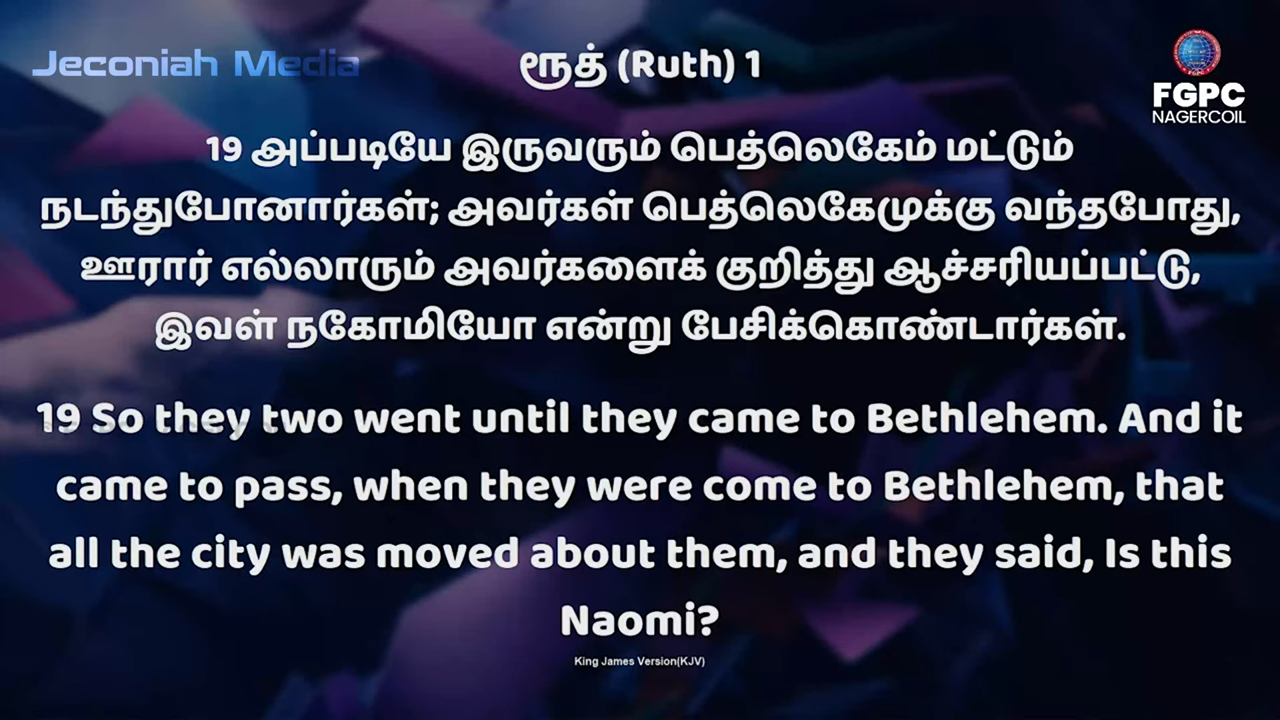 Jeconiah Media
ரூத் (Ruth) 1
FGPC
NAGERCOIL
19 அப்படியே இருவரும் பெத்லெகேம் மட்டும்
நடந்துபோனார்கள்; அவர்கள் பெத்லெகேமுக்கு வந்தபோது,
ஊரார் எல்லாரும் அவர்களைக் குறித்து ஆச்சரியப்பட்டு,
இவள் நகோமியோ என்று பேசிக்கொண்டார்கள்.
19 So they two went until they came to Bethlehem. And it
came to pass, when they were come to Bethlehem, that
all the city was moved about them, and they said, Is this
Naomi?
King James Version(KJV)